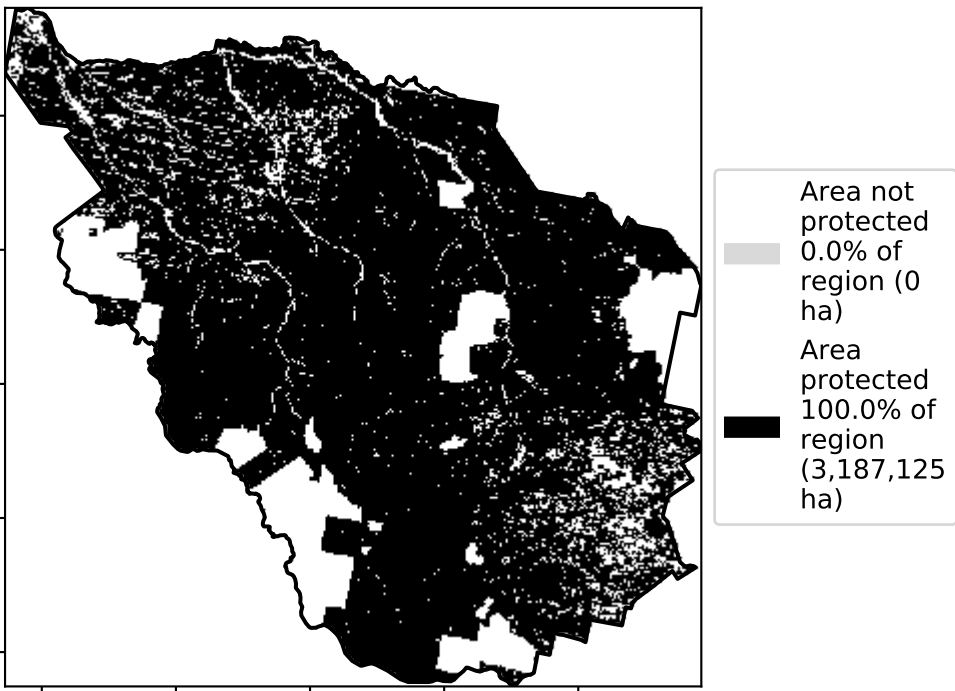 Area not
protected
0.0% of
region (0
ha)
Area
protected
100.0% of
region
(3,187,125
ha)